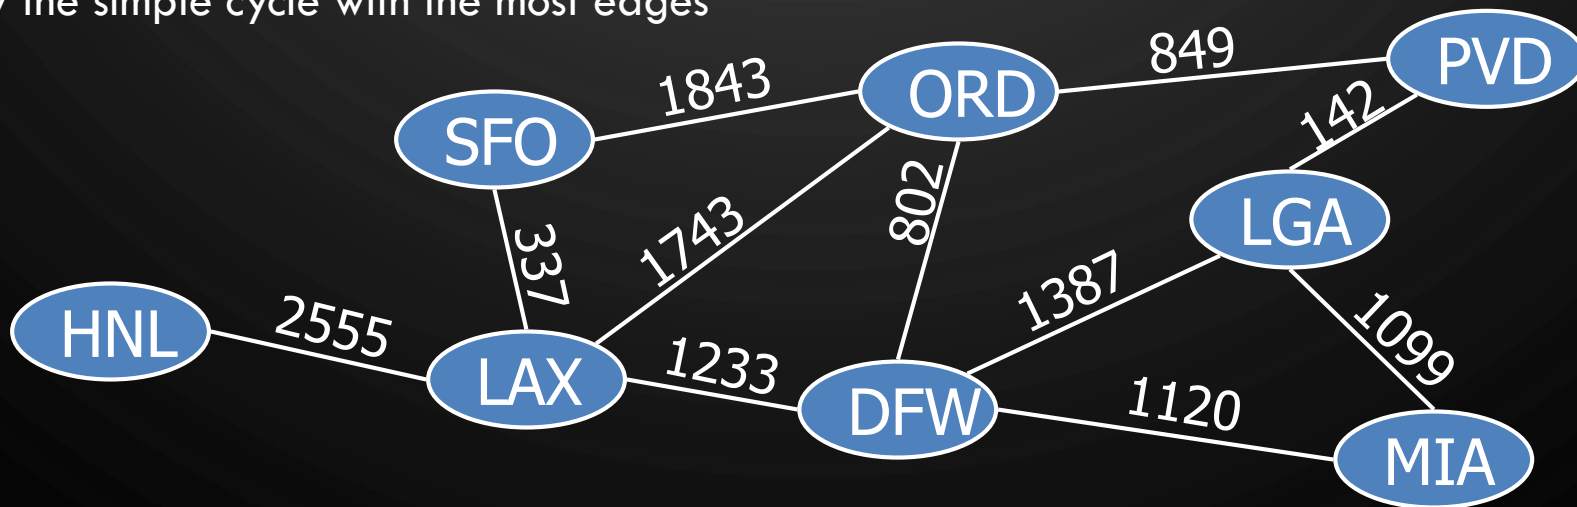 the simple cycle with the most edges
849
PVD
1843
ORD
142
SFO
802
LGA
1743
337
1387
HNL
2555
1099
LAX
1233
DFW
1120
MIA